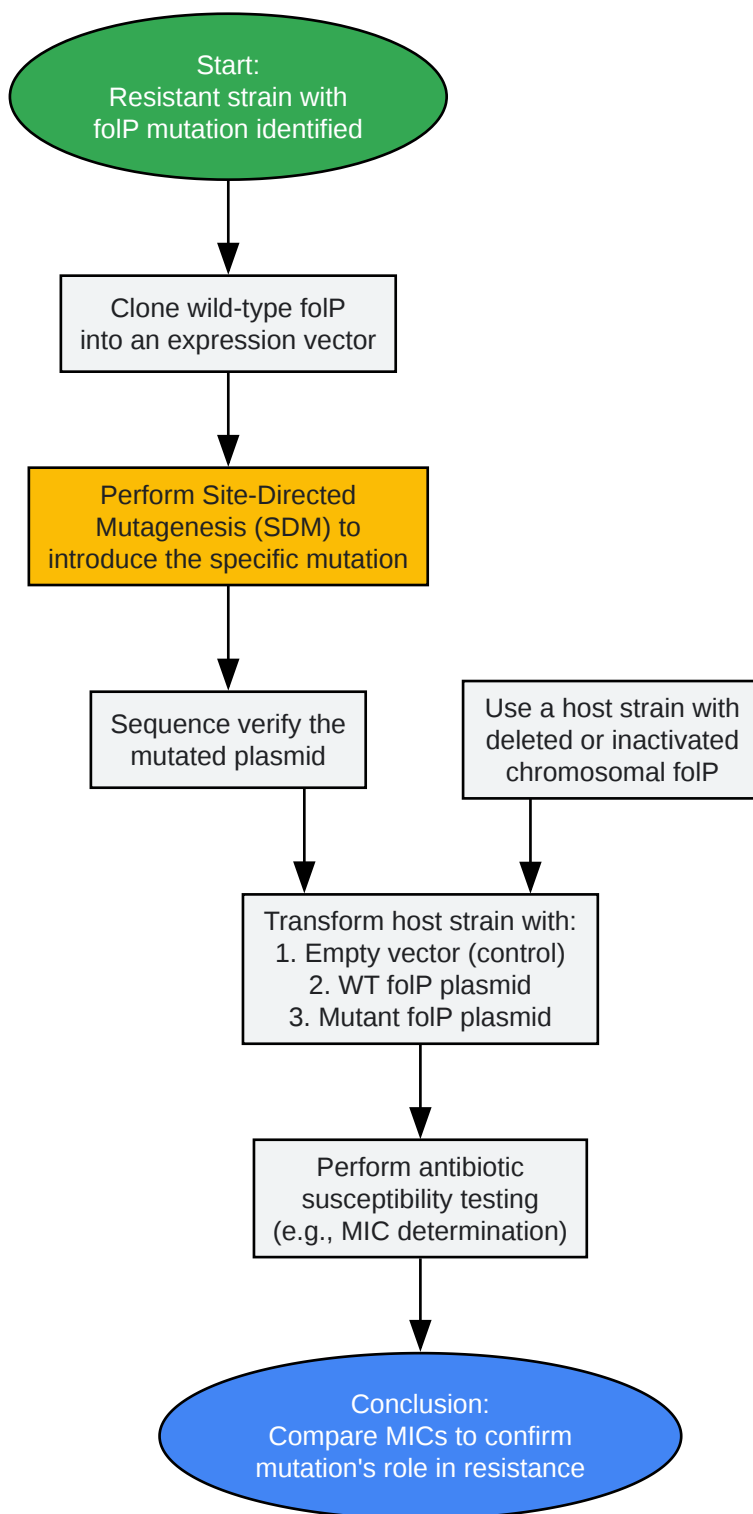 Start:
Resistant strain with
folP mutation identified
Clone wild-type folP
into an expression vector
Perform Site-Directed
Mutagenesis (SDM) to
introduce the specific mutation
Sequence verify the
mutated plasmid
Use a host strain with
deleted or inactivated
chromosomal folP
Transform host strain with:
1. Empty vector (control)
2. WT folP plasmid
3. Mutant folP plasmid
Perform antibiotic
susceptibility testing
(e.g., MIC determination)
Conclusion:
Compare MICs to confirm
mutation's role in resistance